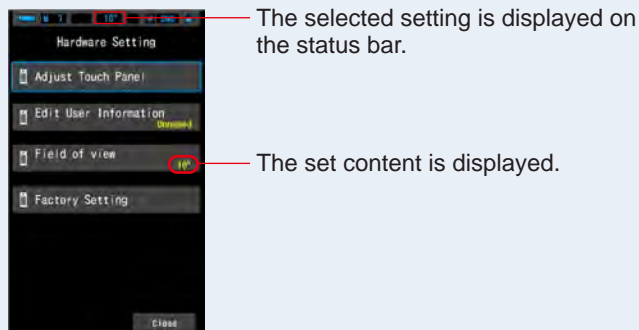 10°
The selected setting is displayed on
the status bar.
Hardware Setting
Adjust Touch Panel
Edit User Information
Unnamed
Field of view
10°
The set content is displayed.
Factory Setting
Close